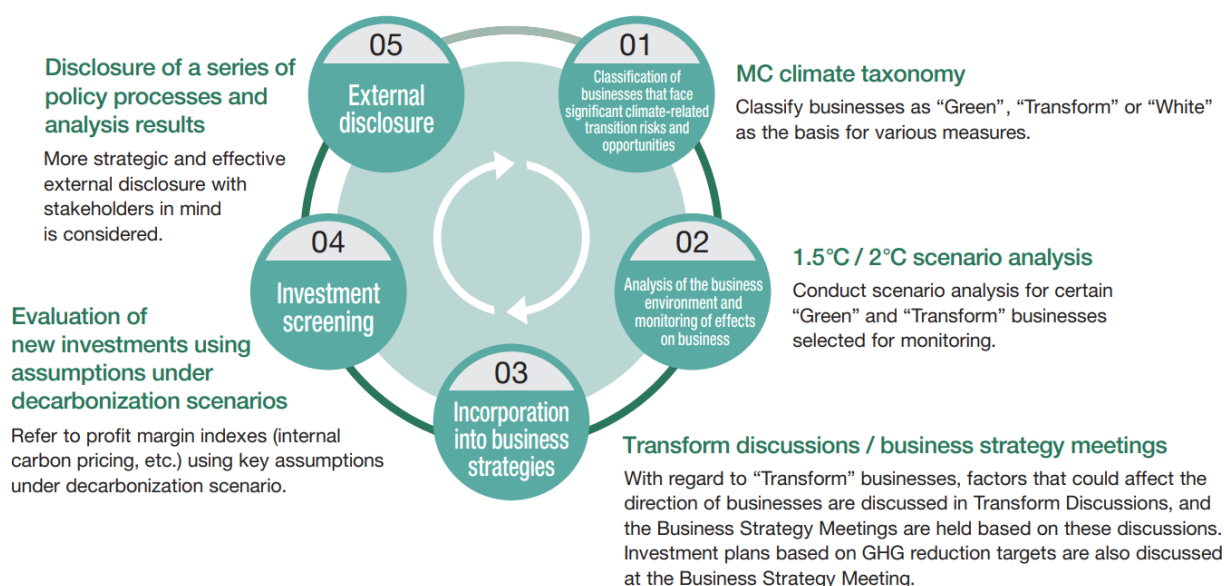 01
Classification of
businesses that face
significant climate-related
transition risks and
opportunities
MC climate taxonomy
Classify businesses as “Green”, “Transform” or “White”
as the basis for various measures.
02
Analysis of the business
environment and
monitoring of effects
on business
1.5°C / 2°C scenario analysis
Conduct scenario analysis for certain
“Green” and “Transform” businesses
selected for monitoring.
03
Incorporation
into business
strategies
Transform discussions / business strategy meetings
With regard to “Transform” businesses, factors that could affect the
direction of businesses are discussed in Transform Discussions, and
the Business Strategy Meetings are held based on these discussions.
Investment plans based on GHG reduction targets are also discussed
at the Business Strategy Meeting.
04
Investment
screening
Evaluation of
new investments using
assumptions under
decarbonization scenarios
Refer to profit margin indexes (internal
carbon pricing, etc.) using key assumptions
under decarbonization scenario.
05
External
disclosure
Disclosure of a series of
policy processes and
analysis results
More strategic and effective
external disclosure with
stakeholders in mind
is considered.